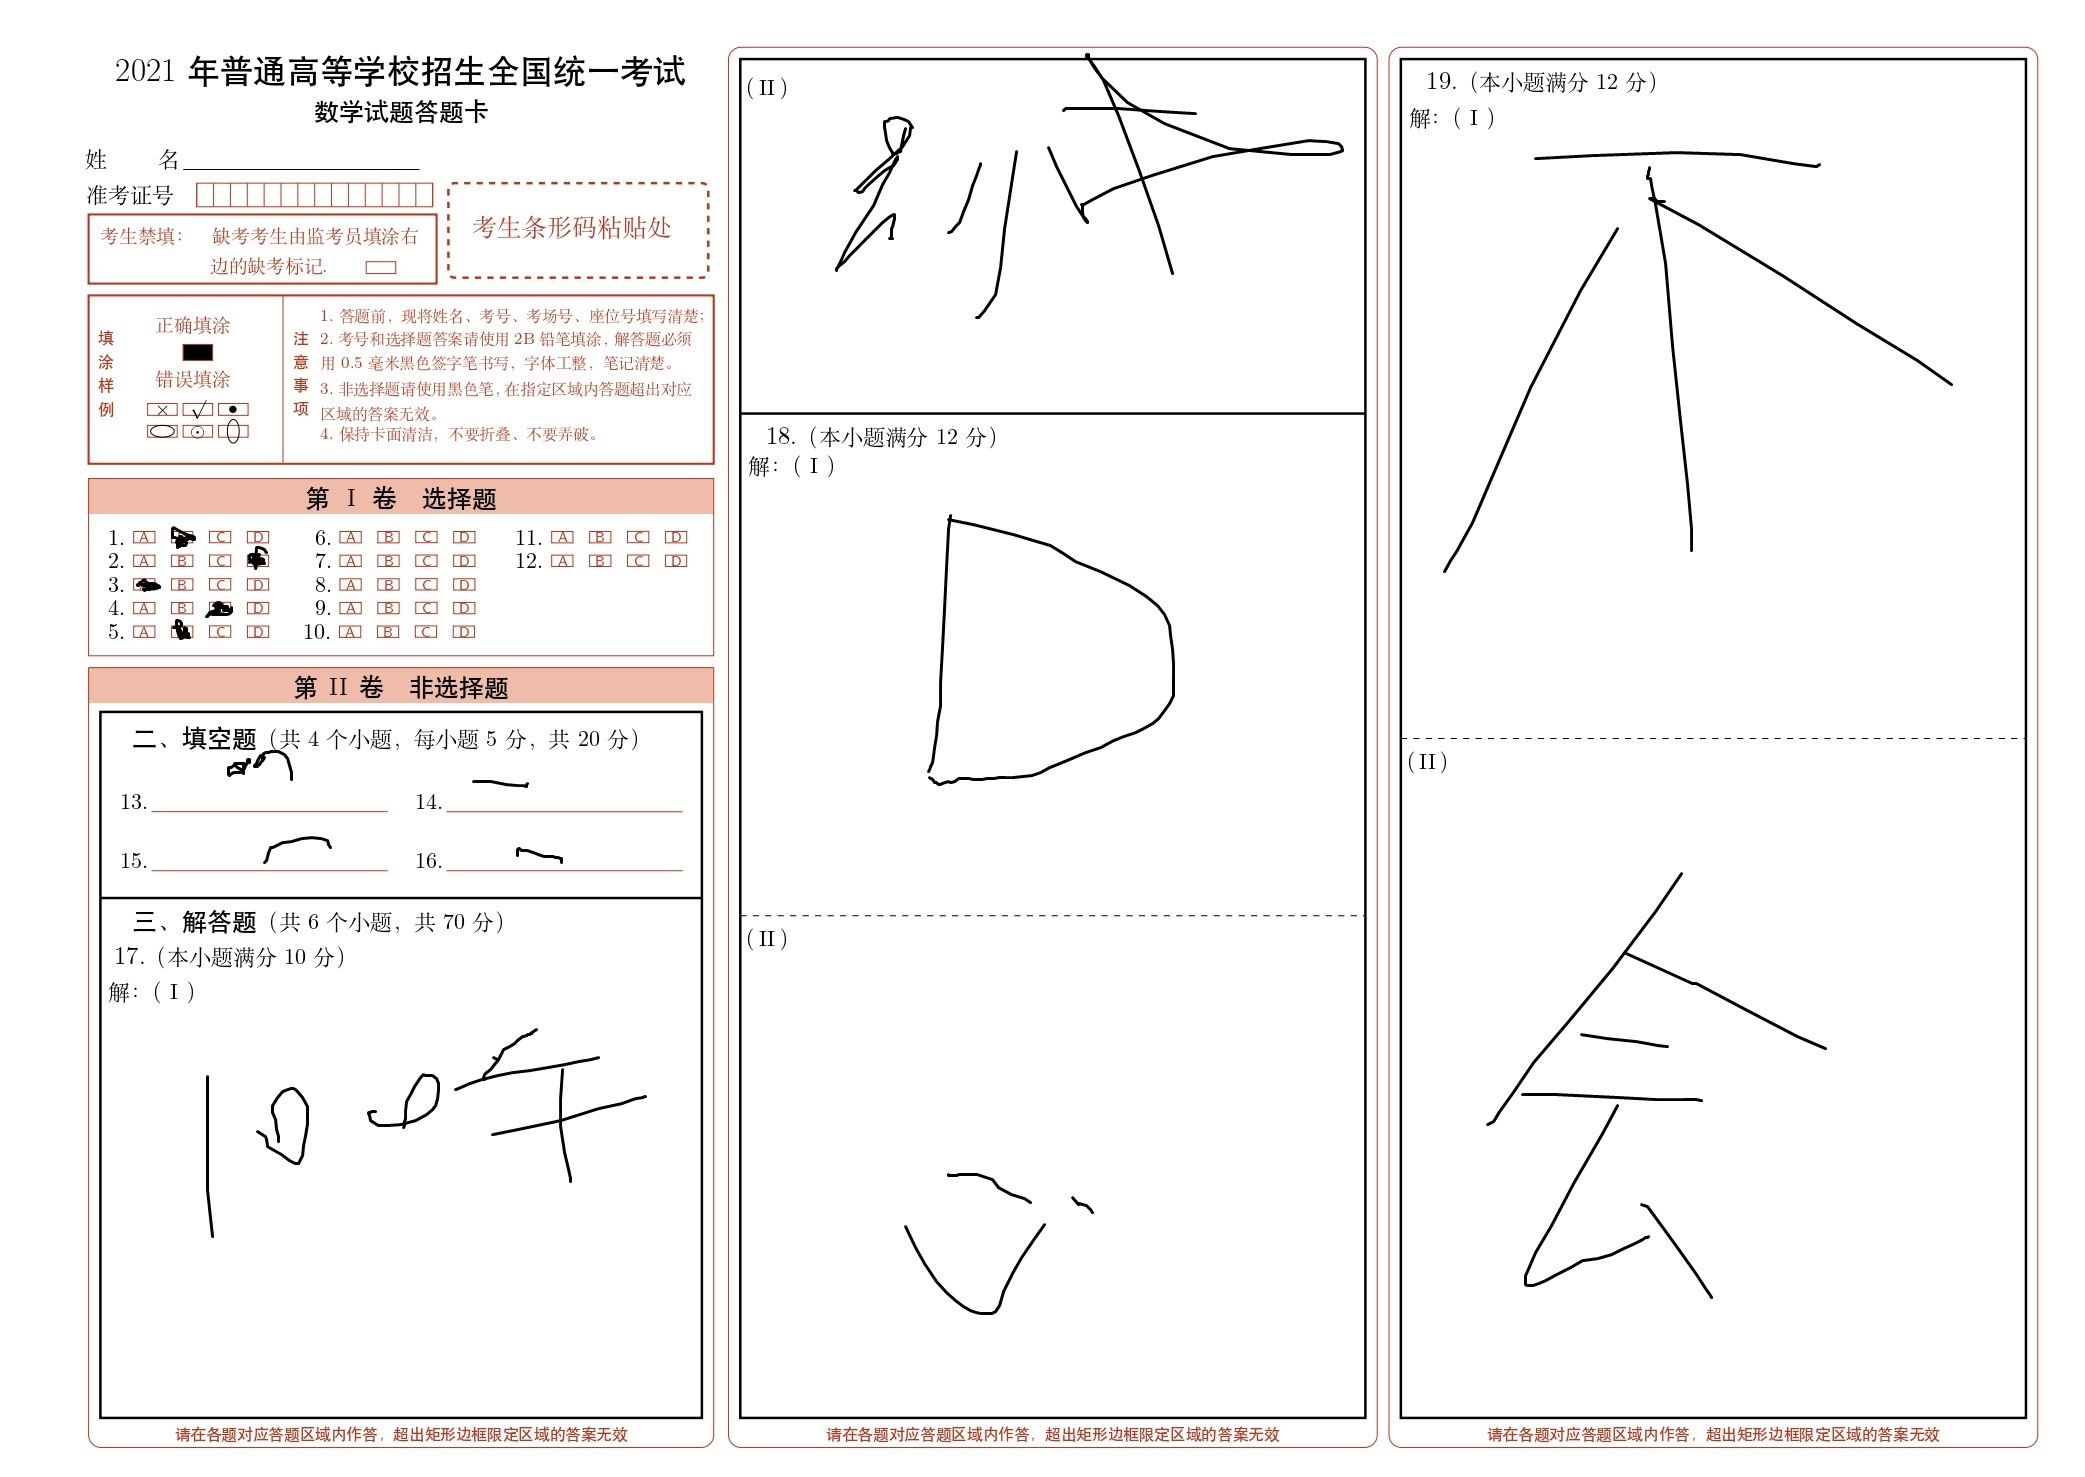 2021 年普通高等学校招生全国统一考试
数学试题答题卡
姓 名
准考证号
考生禁填： 缺考考生由监考员填涂右
边的缺考标记.
考生条形码粘贴处
填涂样例
正确填涂
错误填涂
注意事项
1. 答题前，现将姓名、考号、考场号、座位号填写清楚；
2. 考号和选择题答案请使用 2B 铅笔填涂，解答题必须
用 0.5 毫米黑色签字笔书写，字体工整，笔记清楚。
3. 非选择题请使用黑色笔，在指定区域内答题超出对应
区域的答案无效。
4. 保持卡面清洁，不要折叠、不要弄破。
第 I 卷 选择题
1. A C D 6. A B C D 11. A B C D
2. A B C 7. A B C D 12. A B C D
3. B C D 8. A B C D
4. A B D 9. A B C D
5. A C D 10. A B C D
第 II 卷 非选择题
二、填空题（共 4 个小题，每小题 5 分，共 20 分）
13. 14.
15. 16.
三、解答题（共 6 个小题，共 70 分）
17.（本小题满分 10 分）
解：（ I ）
请在各题对应答题区域内作答，超出矩形边框限定区域的答案无效
( II )
18.（本小题满分 12 分）
解：（ I ）
D
( II )
请在各题对应答题区域内作答，超出矩形边框限定区域的答案无效
19.（本小题满分 12 分）
解：（ I ）
不
( II )
会
请在各题对应答题区域内作答，超出矩形边框限定区域的答案无效